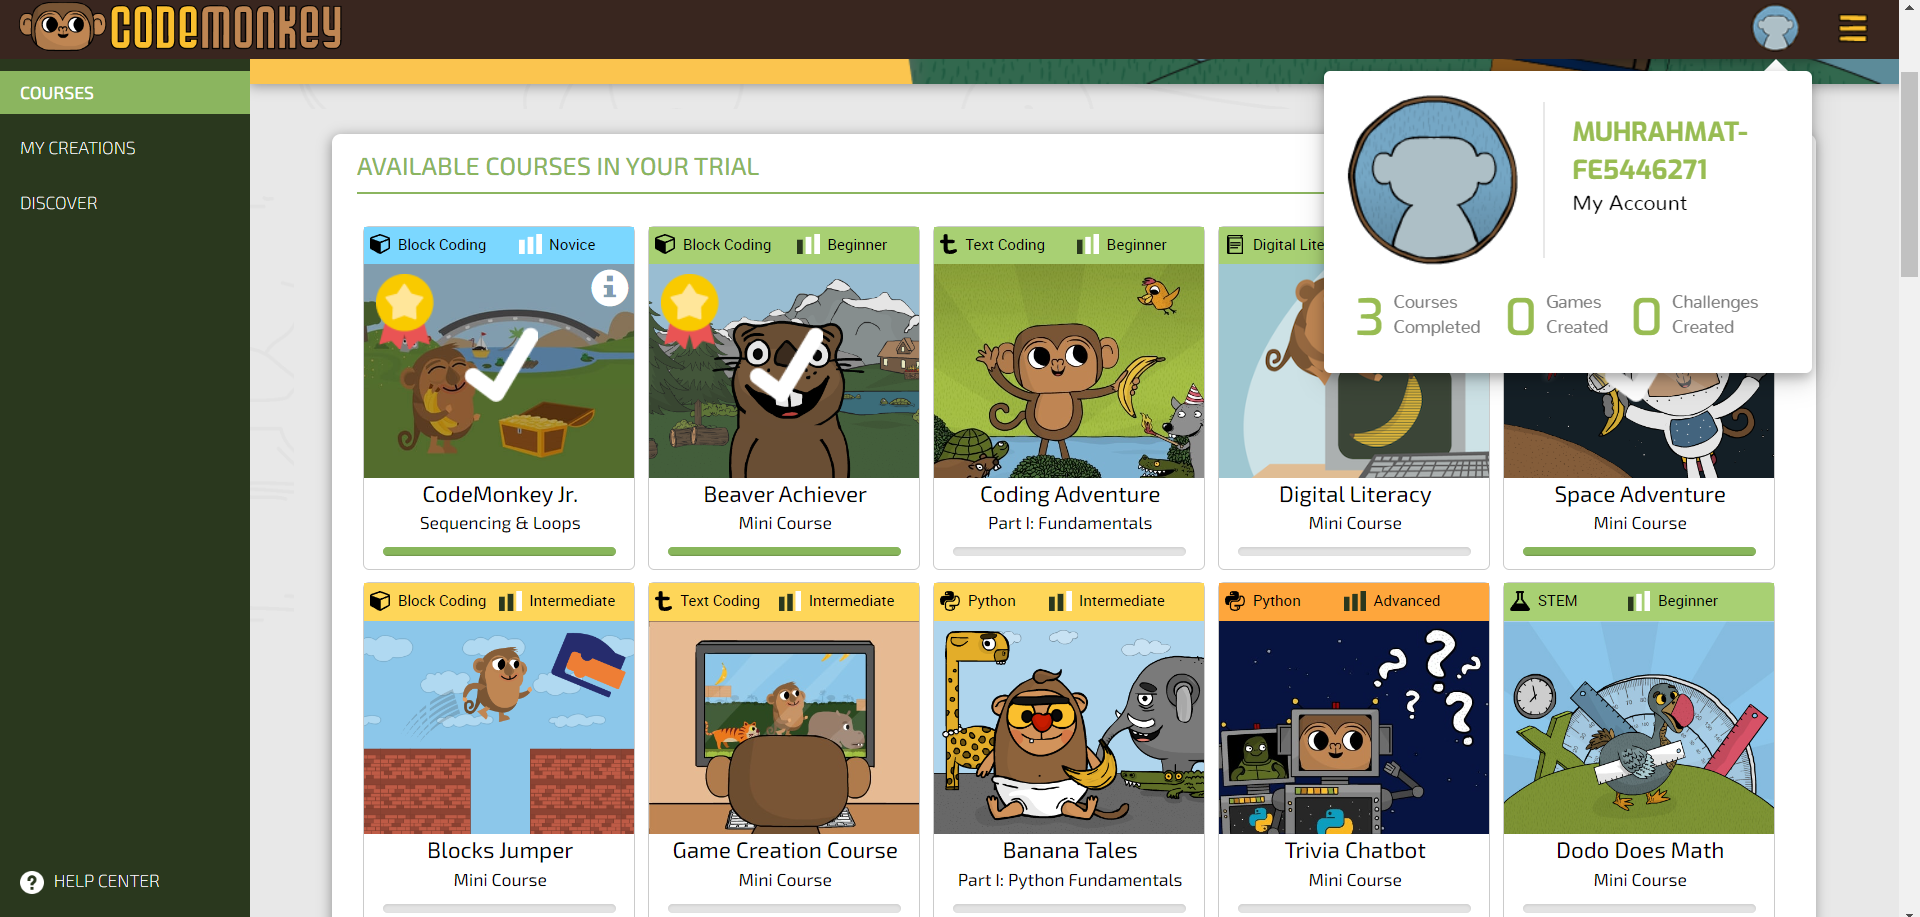 CODEMONKEY
COURSES
MY CREATIONS
DISCOVER
HELP CENTER
MUHRAHMAT-
FE5446271
My Account
3 Courses Completed
0 Games Created
0 Challenges Created
AVAILABLE COURSES IN YOUR TRIAL
Block Coding Novice
CodeMonkey Jr.
Sequencing & Loops
Block Coding Beginner
Beaver Achiever
Mini Course
Text Coding Beginner
Coding Adventure
Part I: Fundamentals
Digital Lite
Digital Literacy
Mini Course
Space Adventure
Mini Course
Block Coding Intermediate
Blocks Jumper
Mini Course
Text Coding Intermediate
Game Creation Course
Mini Course
Python Intermediate
Banana Tales
Part I: Python Fundamentals
Python Advanced
Trivia Chatbot
Mini Course
STEM Beginner
Dodo Does Math
Mini Course